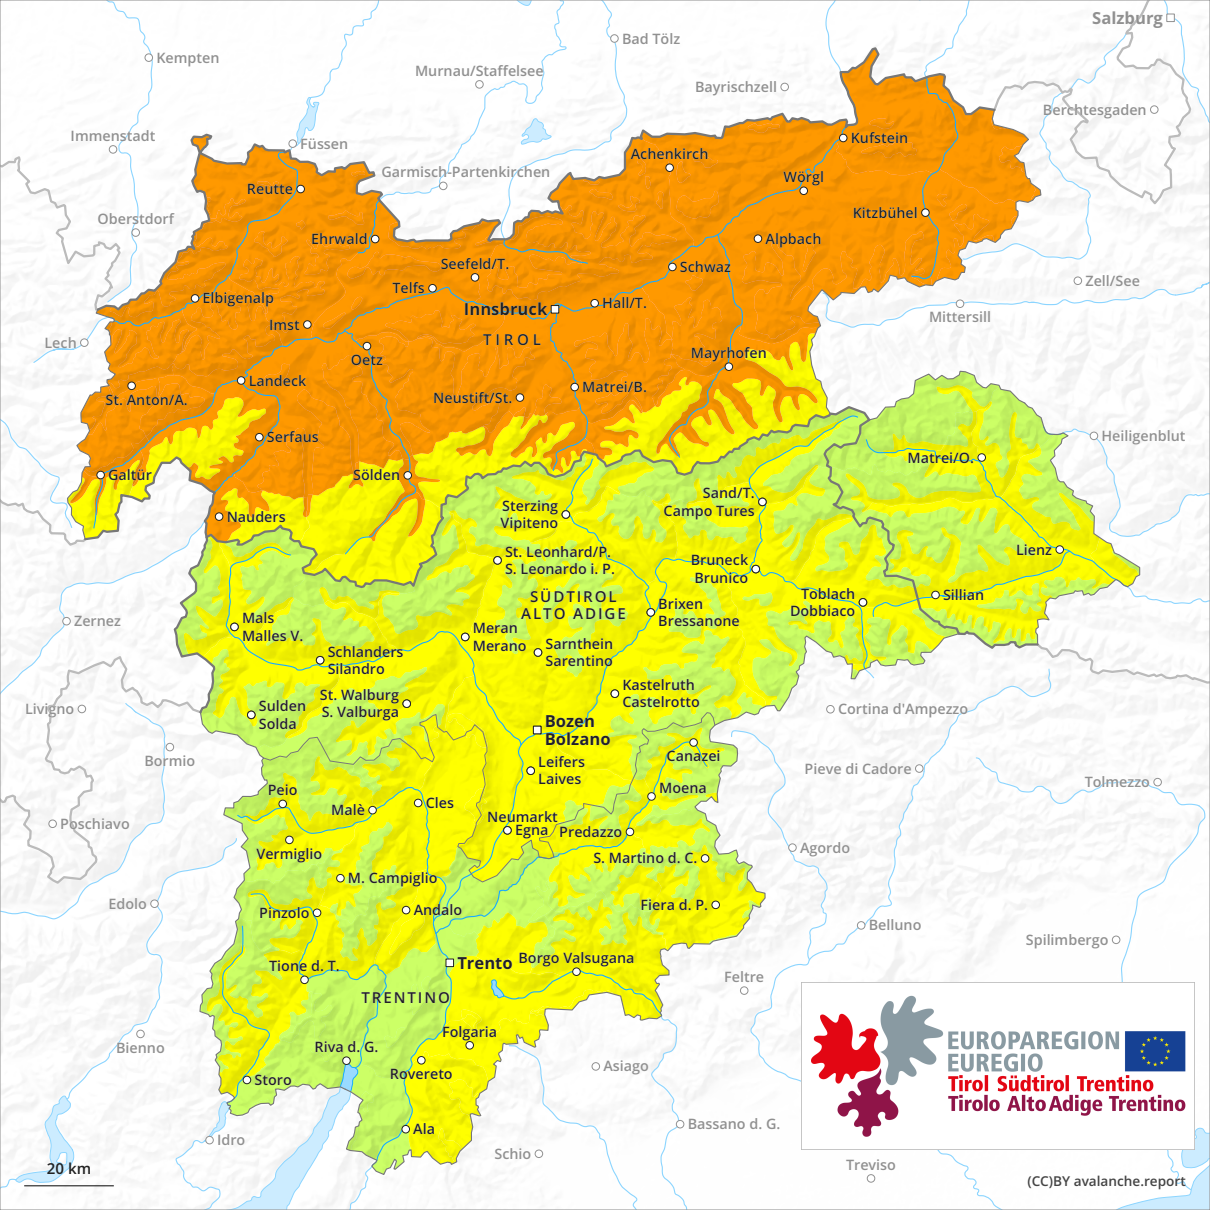 Salzburg
Bad Tölz
Kempten
Murnau/Staffelsee
Bayrischzell
Berchtesgaden
Immenstadt
Füssen
Kufstein
Achenkirch
Garmisch-Partenkirchen
Wörgl
Reutte
Kitzbühel
Oberstdorf
Ehrwald
Alpbach
Seefeld/T.
Schwaz
Zell/See
Telfs
Elbigenalp
Hall/T.
Innsbruck
Mittersill
Imst
TIROL
Lech
Oetz
Mayrhofen
Landeck
Matrei/B.
St. Anton/A.
Neustift/St.
Serfaus
Heiligenblut
Matrei/O.
Galtür
Sölden
Sand/T.
Campo Tures
Nauders
Sterzing
Vipiteno
St. Leonhard/P.
S. Leonardo i. P.
Lienz
Bruneck
Brunico
SÜDTIROL
ALTO ADIGE
Toblach
Dobbiaco
Sillian
Brixen
Bressanone
Zernez
Mals
Malles V.
Meran
Merano
Sarnthein
Sarentino
Schlanders
Silandro
Kastelruth
Castelrotto
St. Walburg
S. Valburga
Livigno
Sulden
Solda
Cortina d'Ampezzo
Bozen
Bolzano
Bormio
Canazei
Leifers
Laives
Pieve di Cadore
Tolmezzo
Peio
Moena
Malè
Cles
Neumarkt
Egna
Predazzo
Poschiavo
Vermiglio
S. Martino d. C.
Agordo
M. Campiglio
Edolo
Pinzolo
Andalo
Fiera d. P.
Belluno
Spilimbergo
Tione d. T.
Trento
Borgo Valsugana
Feltre
TRENTINO
Folgaria
Bienno
Riva d. G.
Rovereto
Asiago
Storo
EUROPAREGION
EUREGIO
Tirol Südtirol Trentino
Tirolo Alto Adige Trentino
Ala
Bassano d. G.
Idro
Schio
Treviso
20 km
(CC)BY avalanche.report